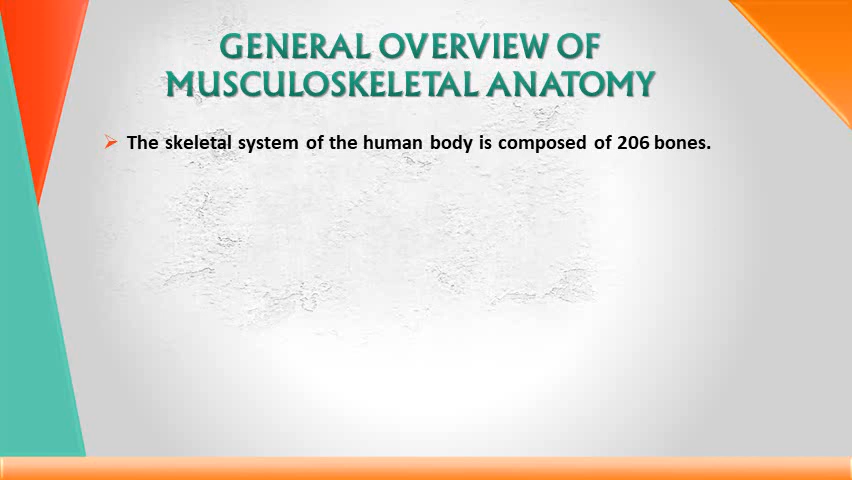 GENERAL OVERVIEW OF
MUSCULOSKELETAL ANATOMY
The skeletal system of the human body is composed of 206 bones.